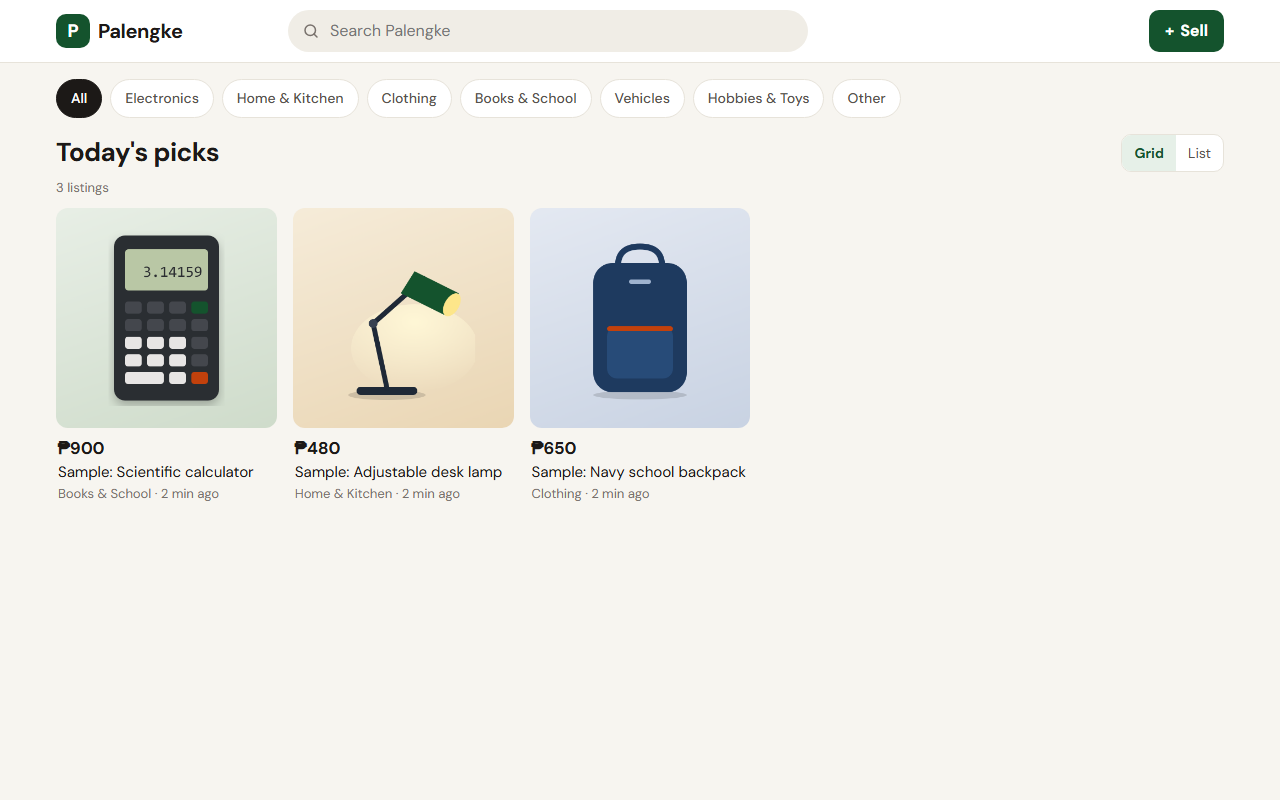 P Palengke
Search Palengke
+ Sell
All Electronics Home & Kitchen Clothing Books & School Vehicles Hobbies & Toys Other
Today's picks
Grid List
3 listings
3.14159
₱900
Sample: Scientific calculator
Books & School · 2 min ago
₱480
Sample: Adjustable desk lamp
Home & Kitchen · 2 min ago
₱650
Sample: Navy school backpack
Clothing · 2 min ago